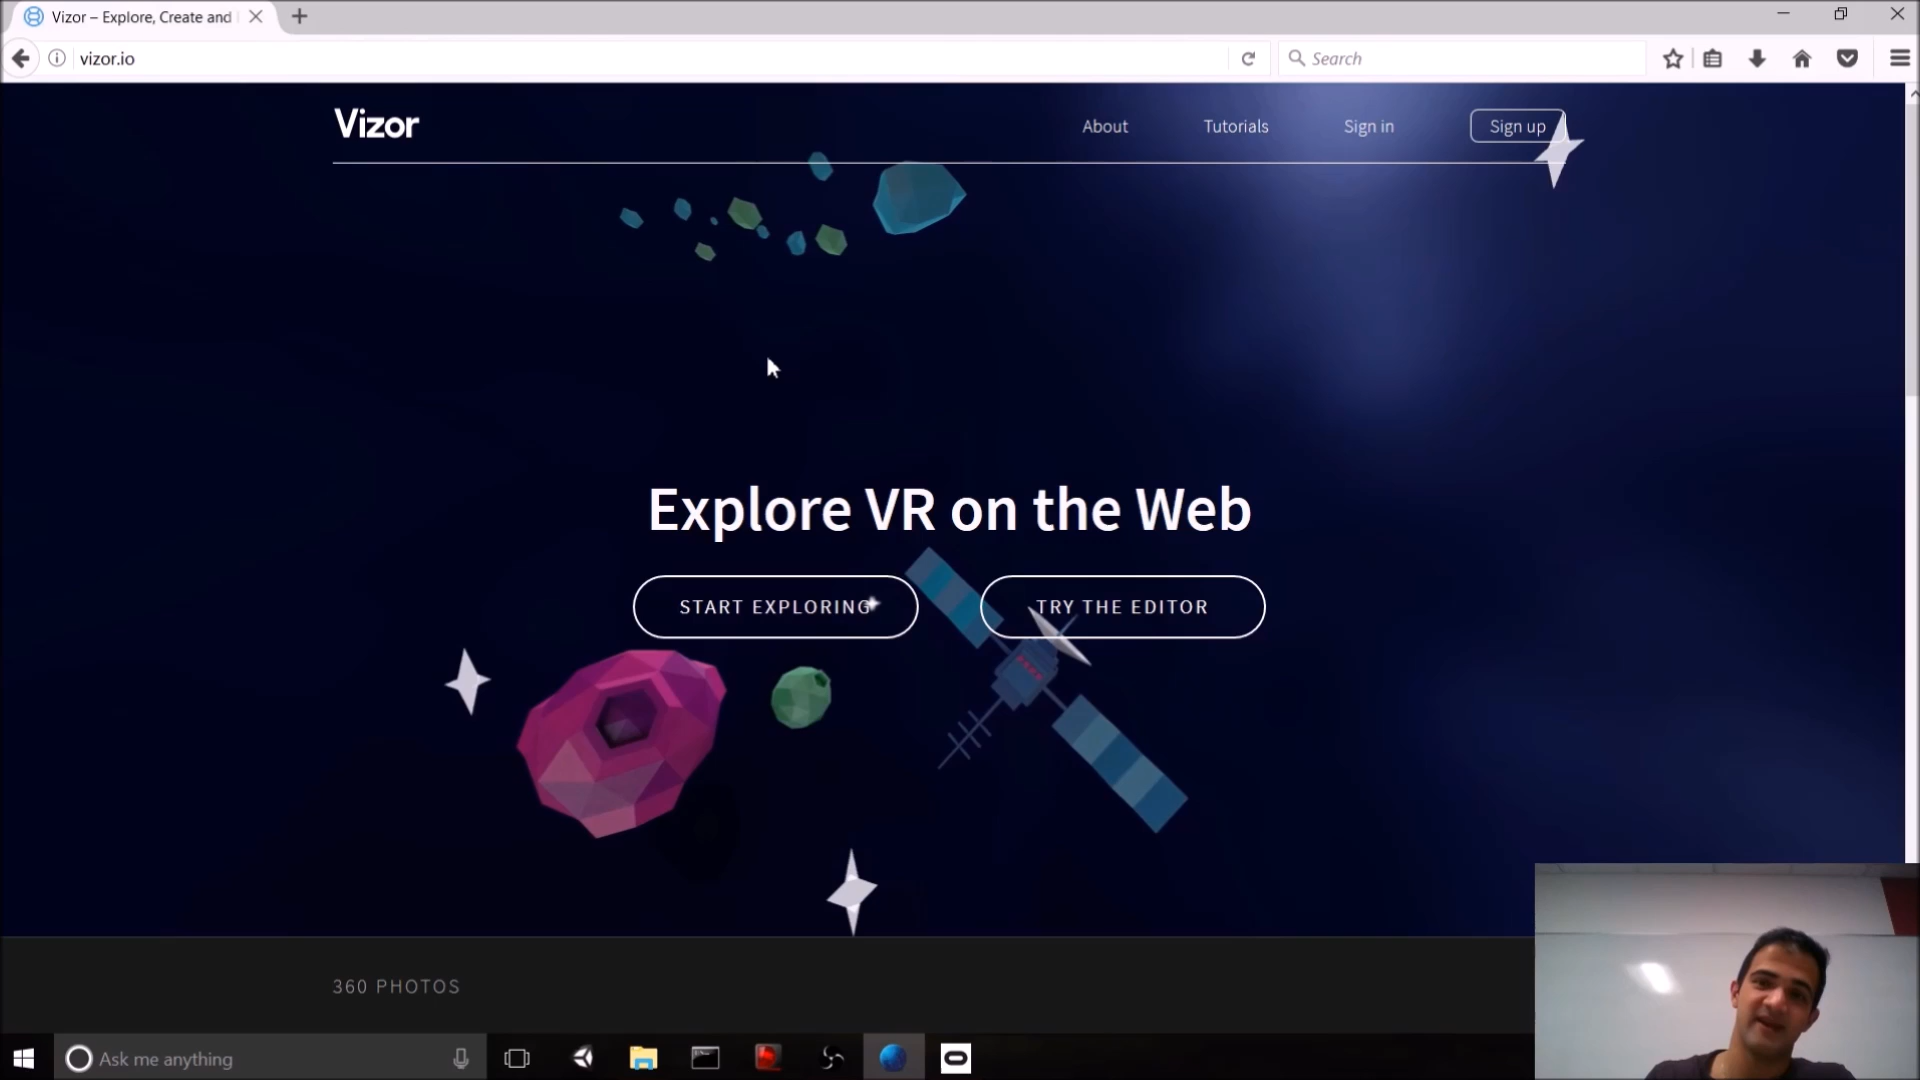 Vizor – Explore, Create and
vizor.io
Search
Vizor
About
Tutorials
Sign in
Sign up
Explore VR on the Web
START EXPLORING
TRY THE EDITOR
360 PHOTOS
Ask me anything